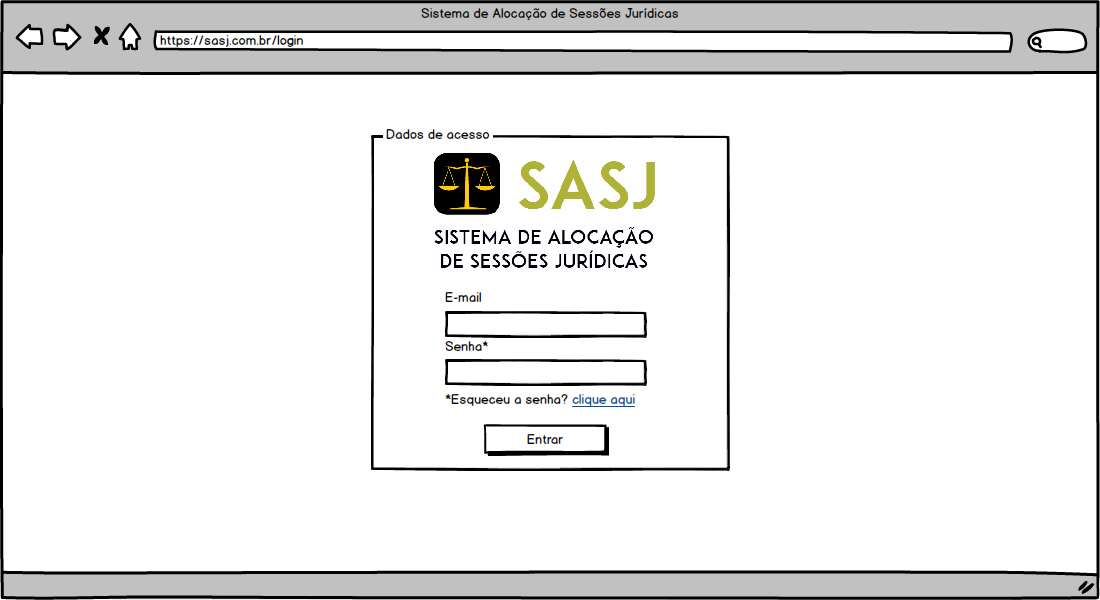 Sistema de Alocação de Sessões Jurídicas
https://sasj.com.br/login
Dados de acesso
SASJ
SISTEMA DE ALOCAÇÃO
DE SESSÕES JURÍDICAS
E-mail
Senha*
*Esqueceu a senha? clique aqui
Entrar